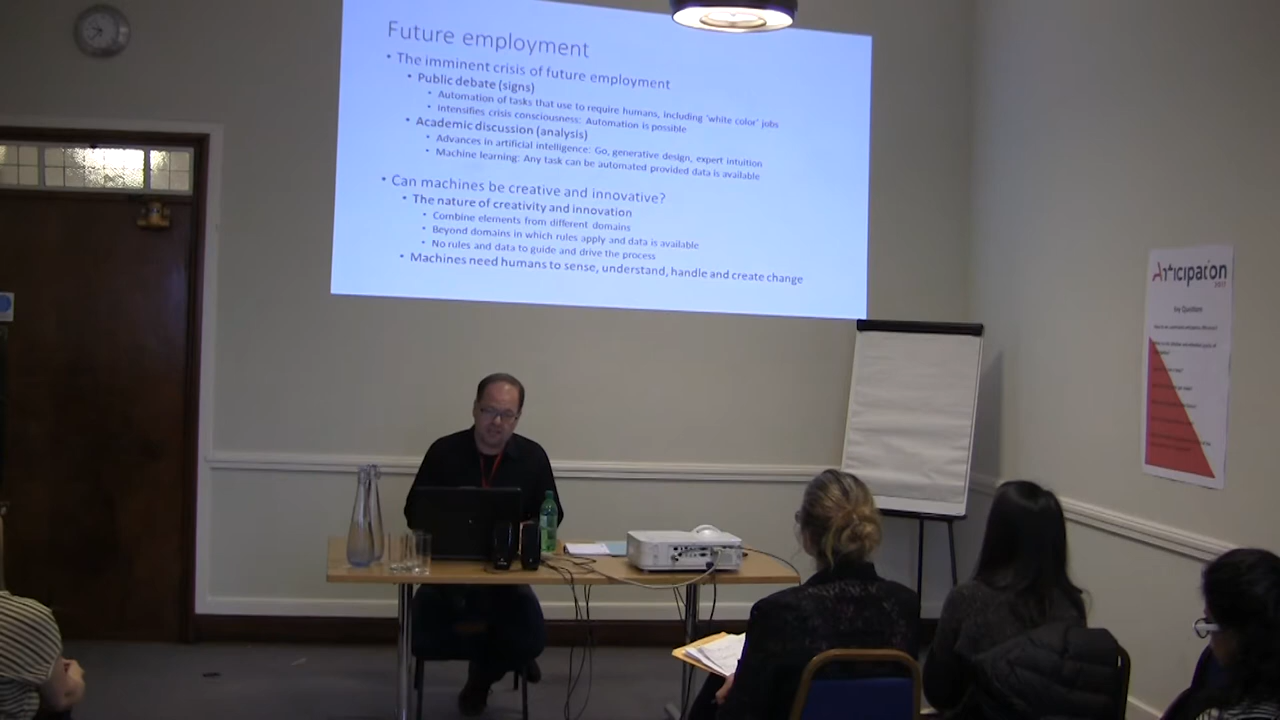 Future employment
• The imminent crisis of future employment
• Public debate (signs)
• Automation of tasks that use to require humans, including 'white color' jobs
• Intensifies crisis consciousness: Automation is possible
• Academic discussion (analysis)
• Advances in artificial intelligence: Go, generative design, expert intuition
• Machine learning: Any task can be automated provided data is available
• Can machines be creative and innovative?
• The nature of creativity and innovation
• Combine elements from different domains
• Beyond domains in which rules apply and data is available
• No rules and data to guide and drive the process
• Machines need humans to sense, understand, handle and create change
Anticipation
2017